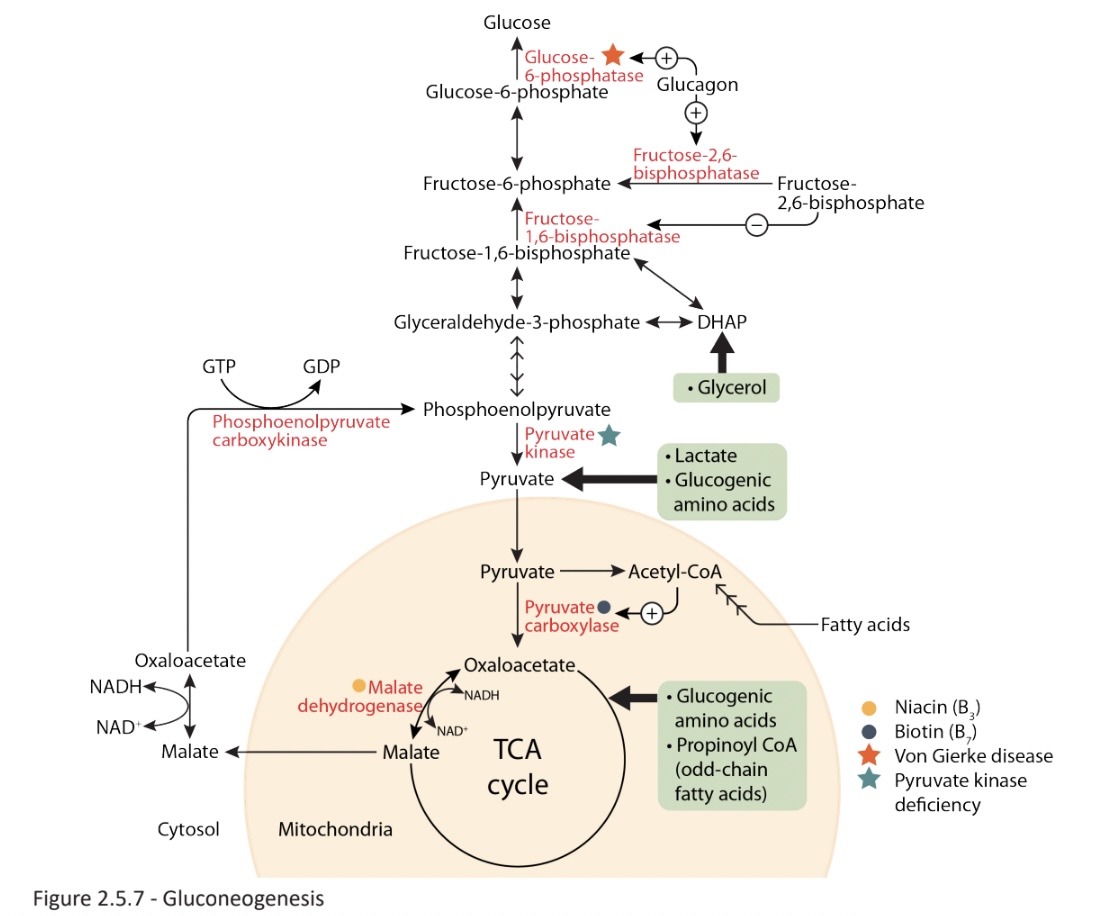 Glucose
Glucose-
6-phosphatase
+
Glucagon
Glucose-6-phosphate
+
Fructose-2,6-
bisphosphatase
Fructose-6-phosphate
Fructose-
2,6-bisphosphate
Fructose-
1,6-bisphosphatase
−
Fructose-1,6-bisphosphate
Glyceraldehyde-3-phosphate
DHAP
GTP
GDP
• Glycerol
Phosphoenolpyruvate
carboxykinase
Phosphoenolpyruvate
Pyruvate
kinase
• Lactate
• Glucogenic
amino acids
Pyruvate
Pyruvate
Acetyl-CoA
Pyruvate
carboxylase
+
Fatty acids
Oxaloacetate
Oxaloacetate
NADH
NAD⁺
Malate
Malate
dehydrogenase
NADH
NAD⁺
Malate
TCA
cycle
• Glucogenic
amino acids
• Propinoyl CoA
(odd-chain
fatty acids)
Niacin (B₃)
Biotin (B₇)
Von Gierke disease
Pyruvate kinase
deficiency
Cytosol
Mitochondria
Figure 2.5.7 - Gluconeogenesis